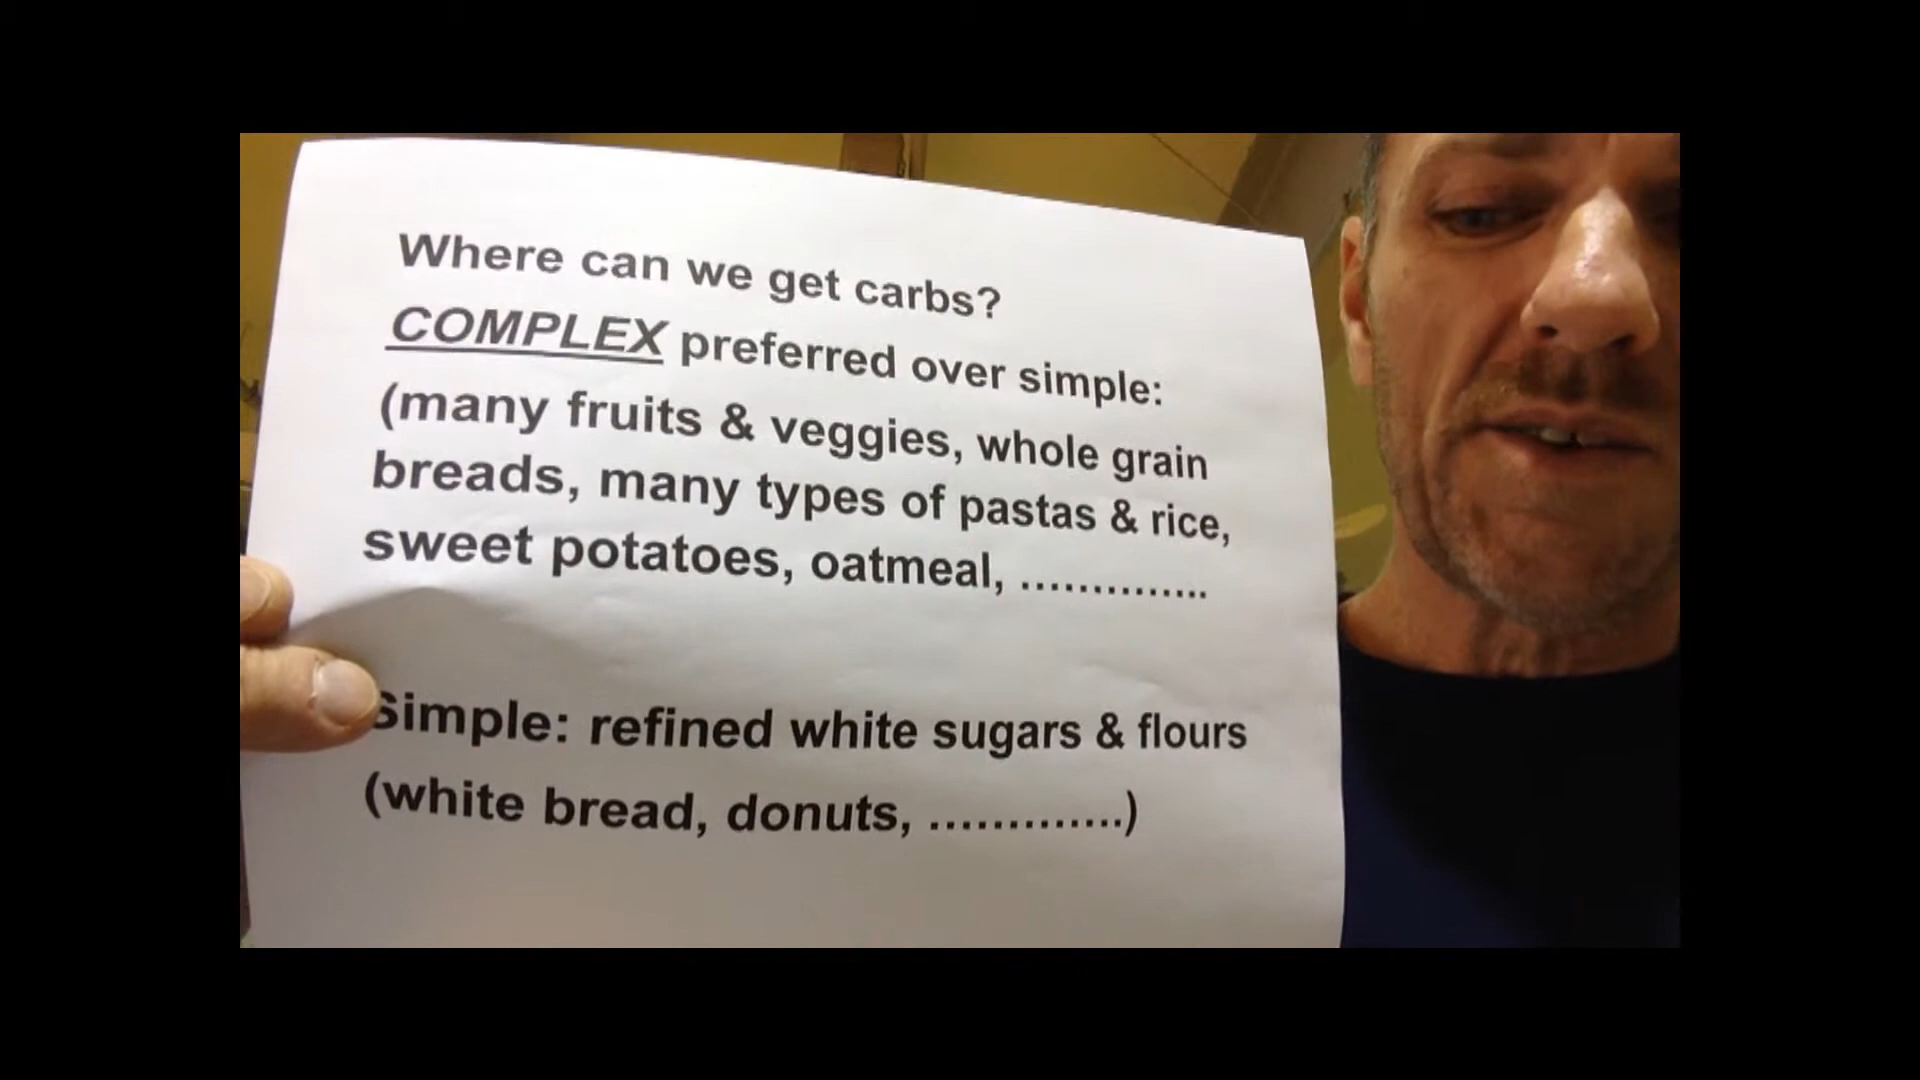 Where can we get carbs?
COMPLEX preferred over simple:
(many fruits & veggies, whole grain
breads, many types of pastas & rice,
sweet potatoes, oatmeal, ..............
Simple: refined white sugars & flours
(white bread, donuts, .............)